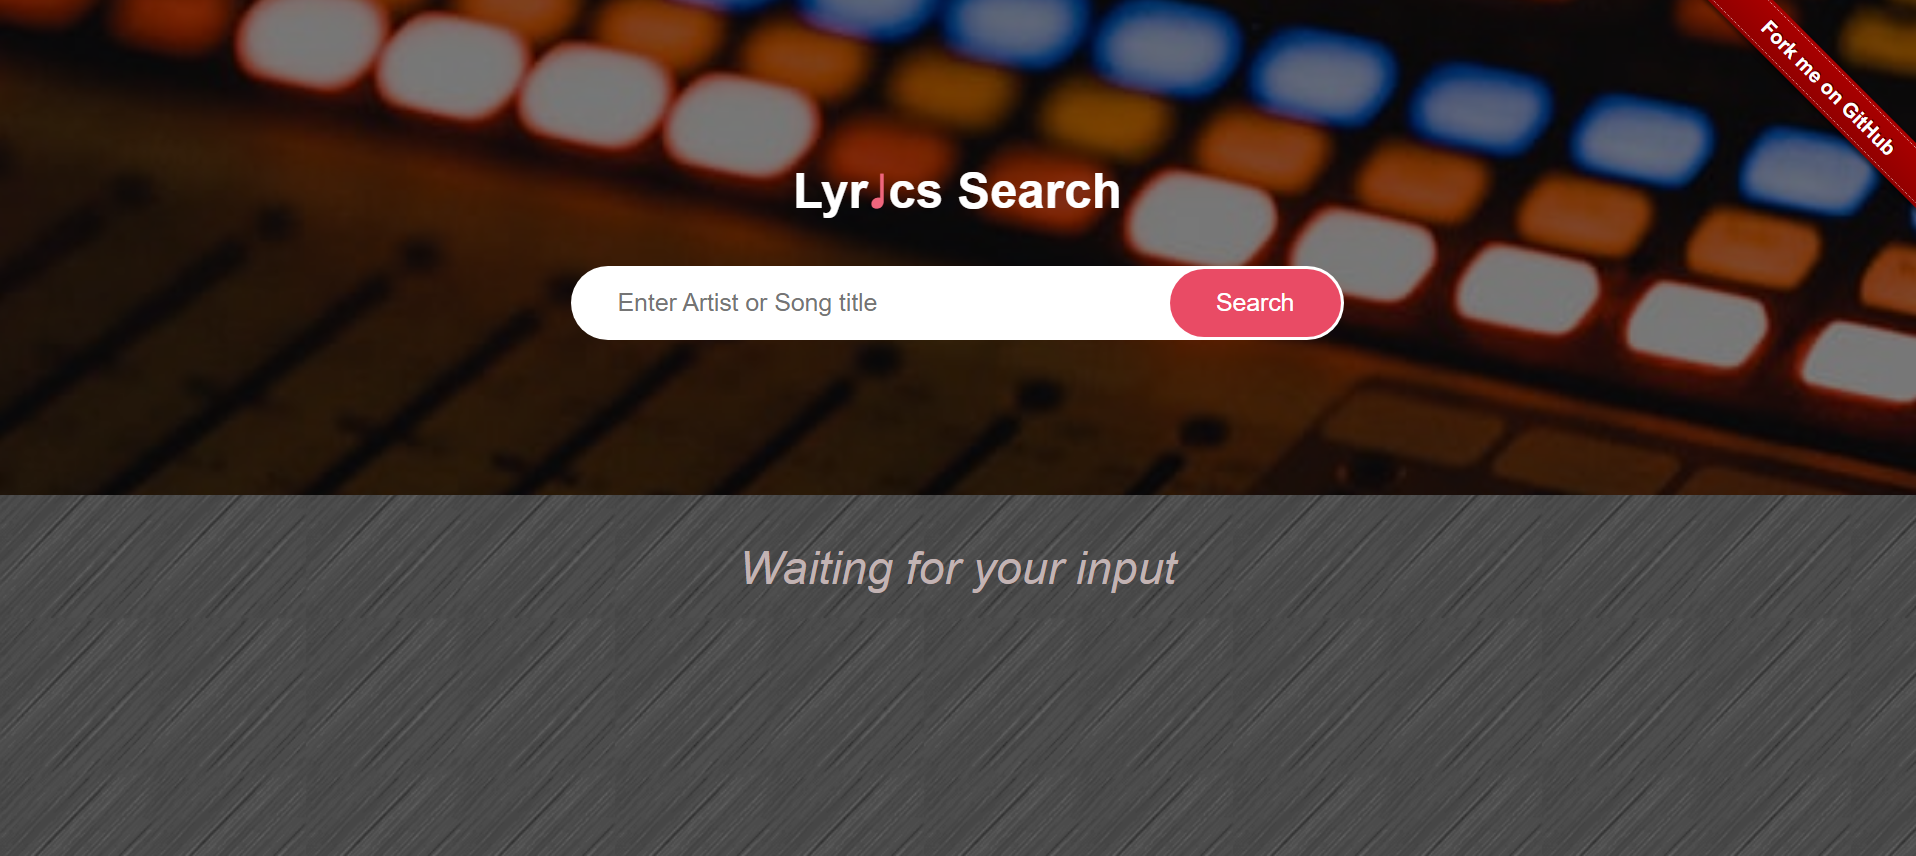 Fork me on GitHub
Lyr♩cs Search
Enter Artist or Song title
Search
Waiting for your input